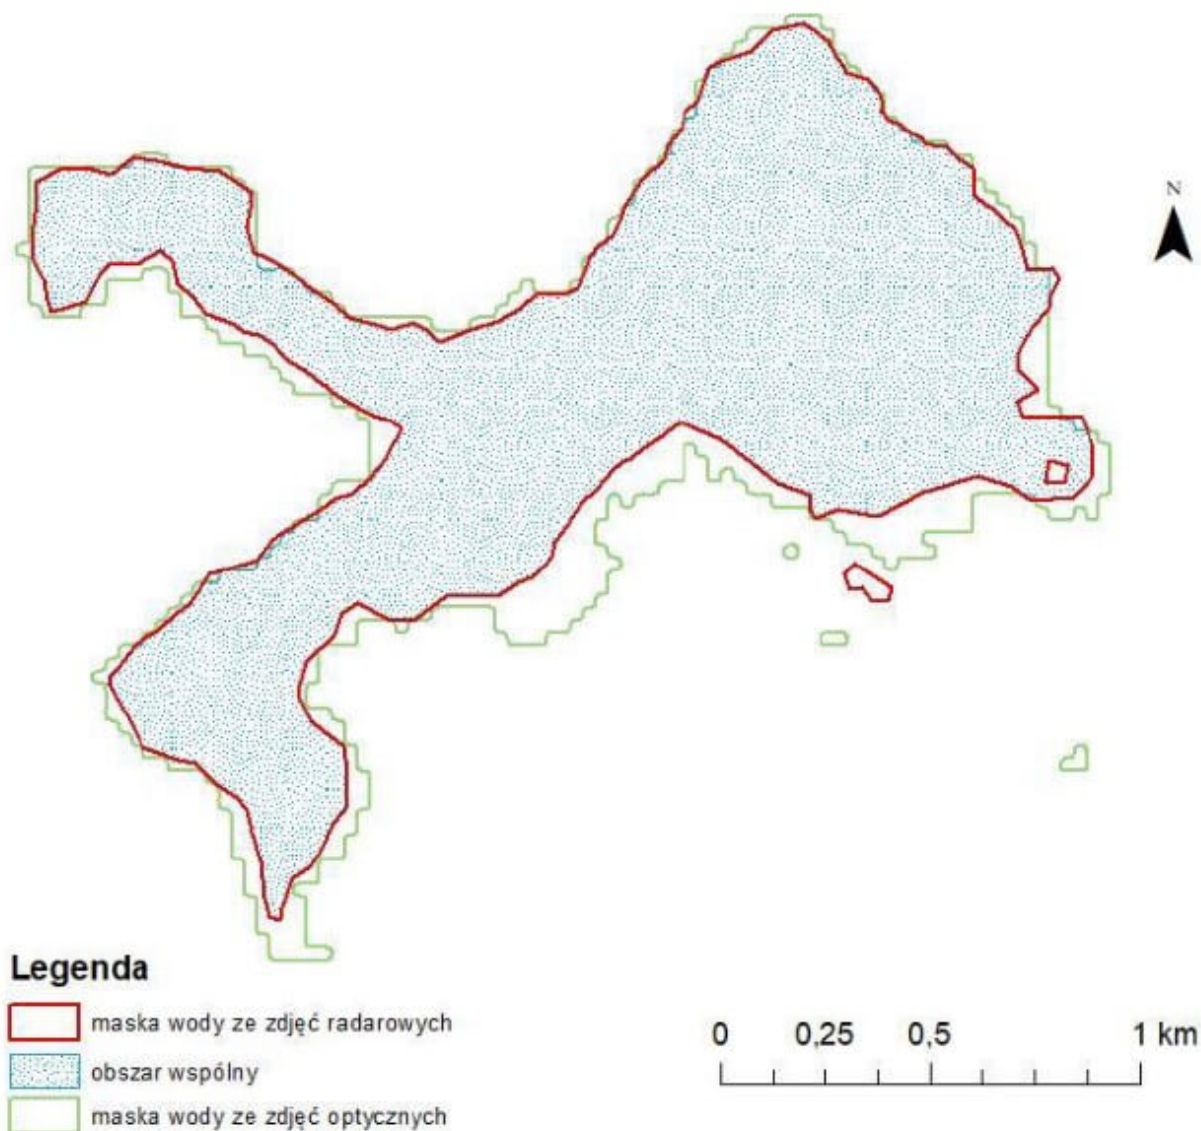 N
Legenda
maska wody ze zdjęć radarowych
obszar wspólny
maska wody ze zdjęć optycznych
0 0,25 0,5 1 km